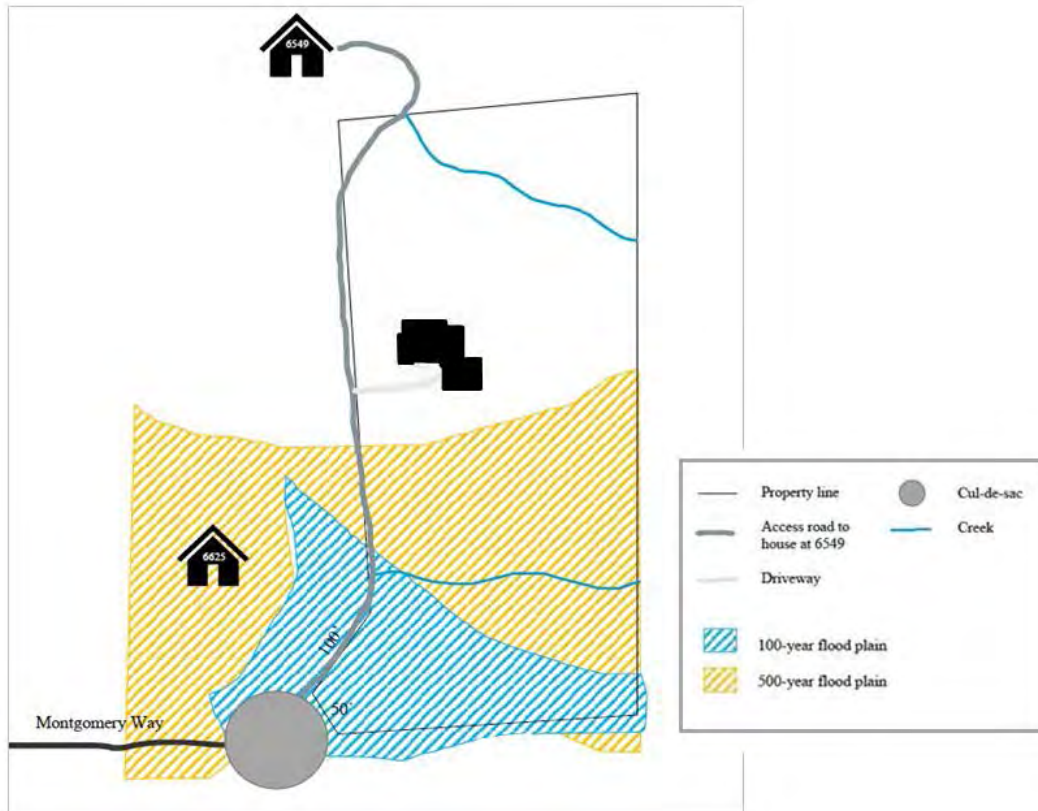 6549
6625
100'
50'
Montgomery Way
Property line
Cul-de-sac
Access road to
house at 6549
Creek
Driveway
100-year flood plain
500-year flood plain